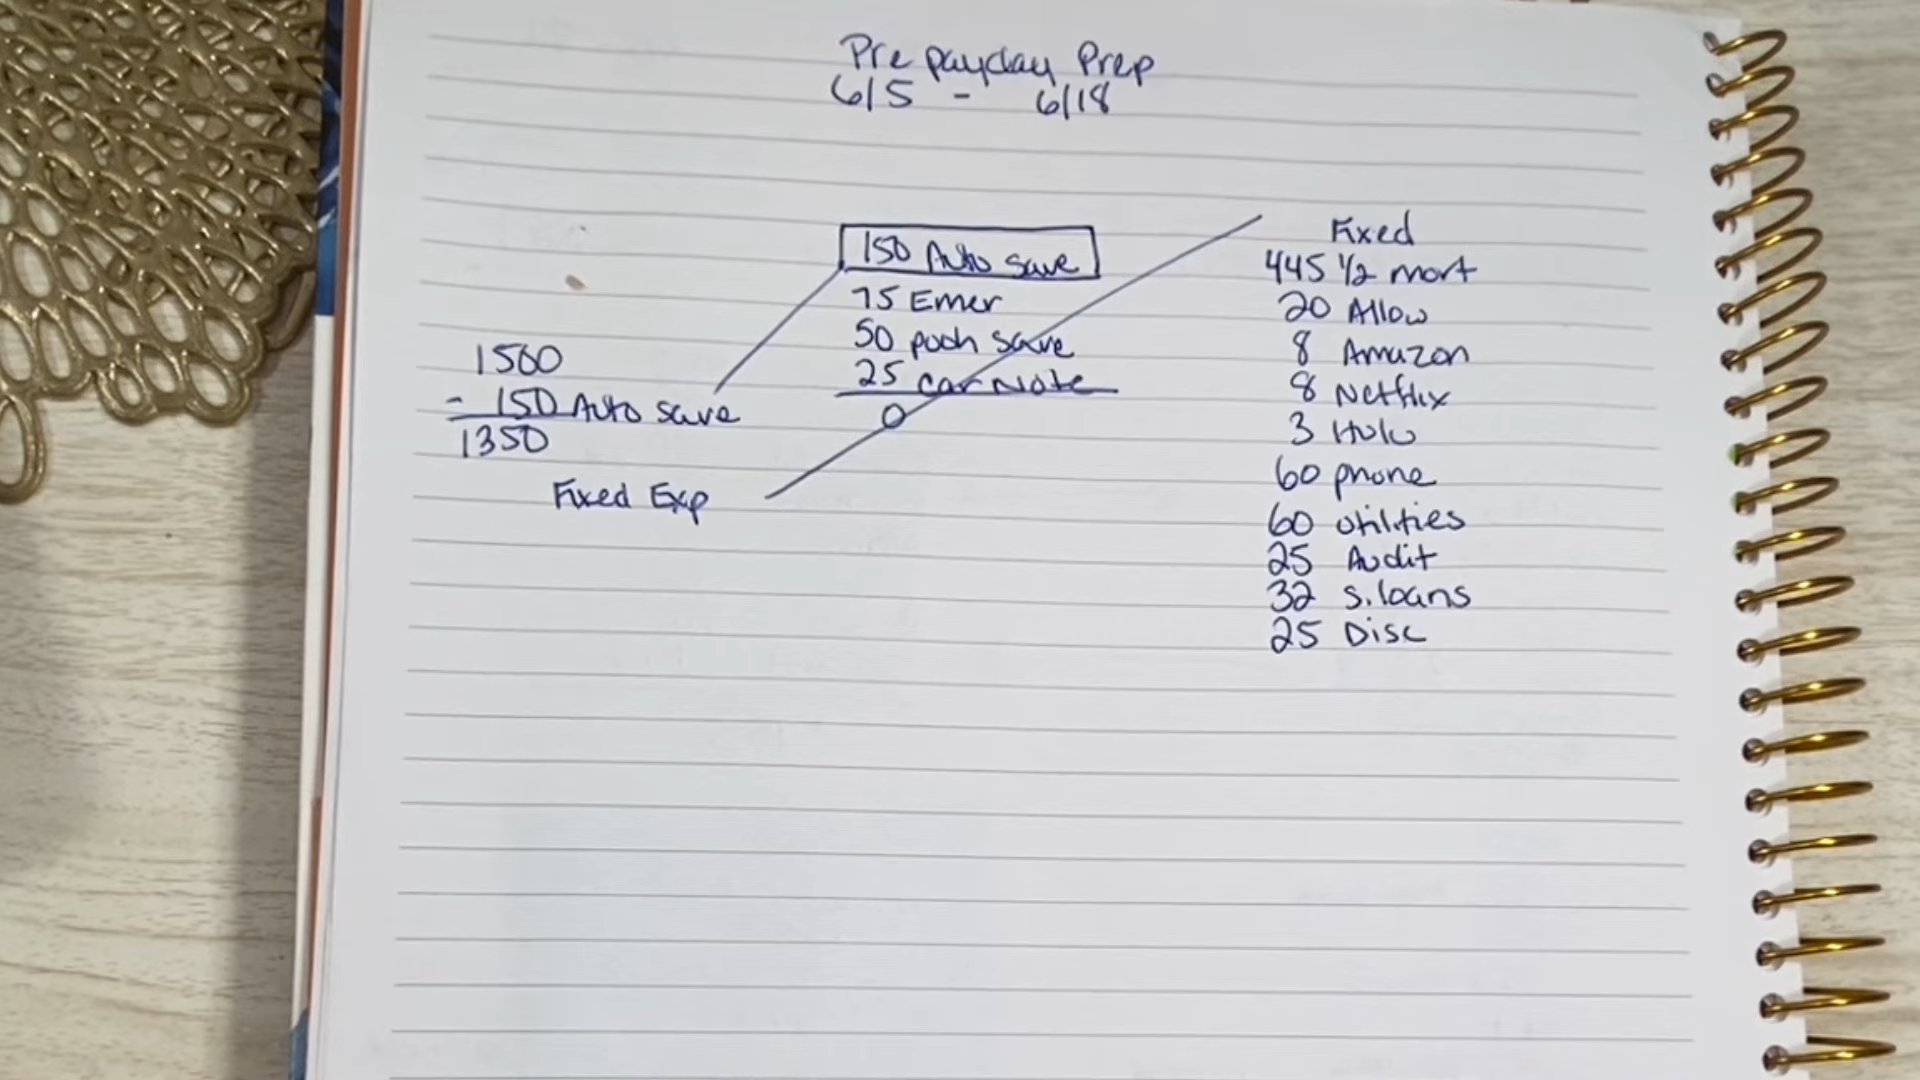 Pre payday Prep
6/5 - 6/18
1500
- 150 Auto save
1350
Fixed Exp
150 Auto save
75 Emer
50 pooh save
25 car Note
0
Fixed
445 1/2 mort
20 Allow
8 Amazon
8 Netflix
3 Hulu
60 phone
60 utilities
25 Audit
32 s.loans
25 Disc